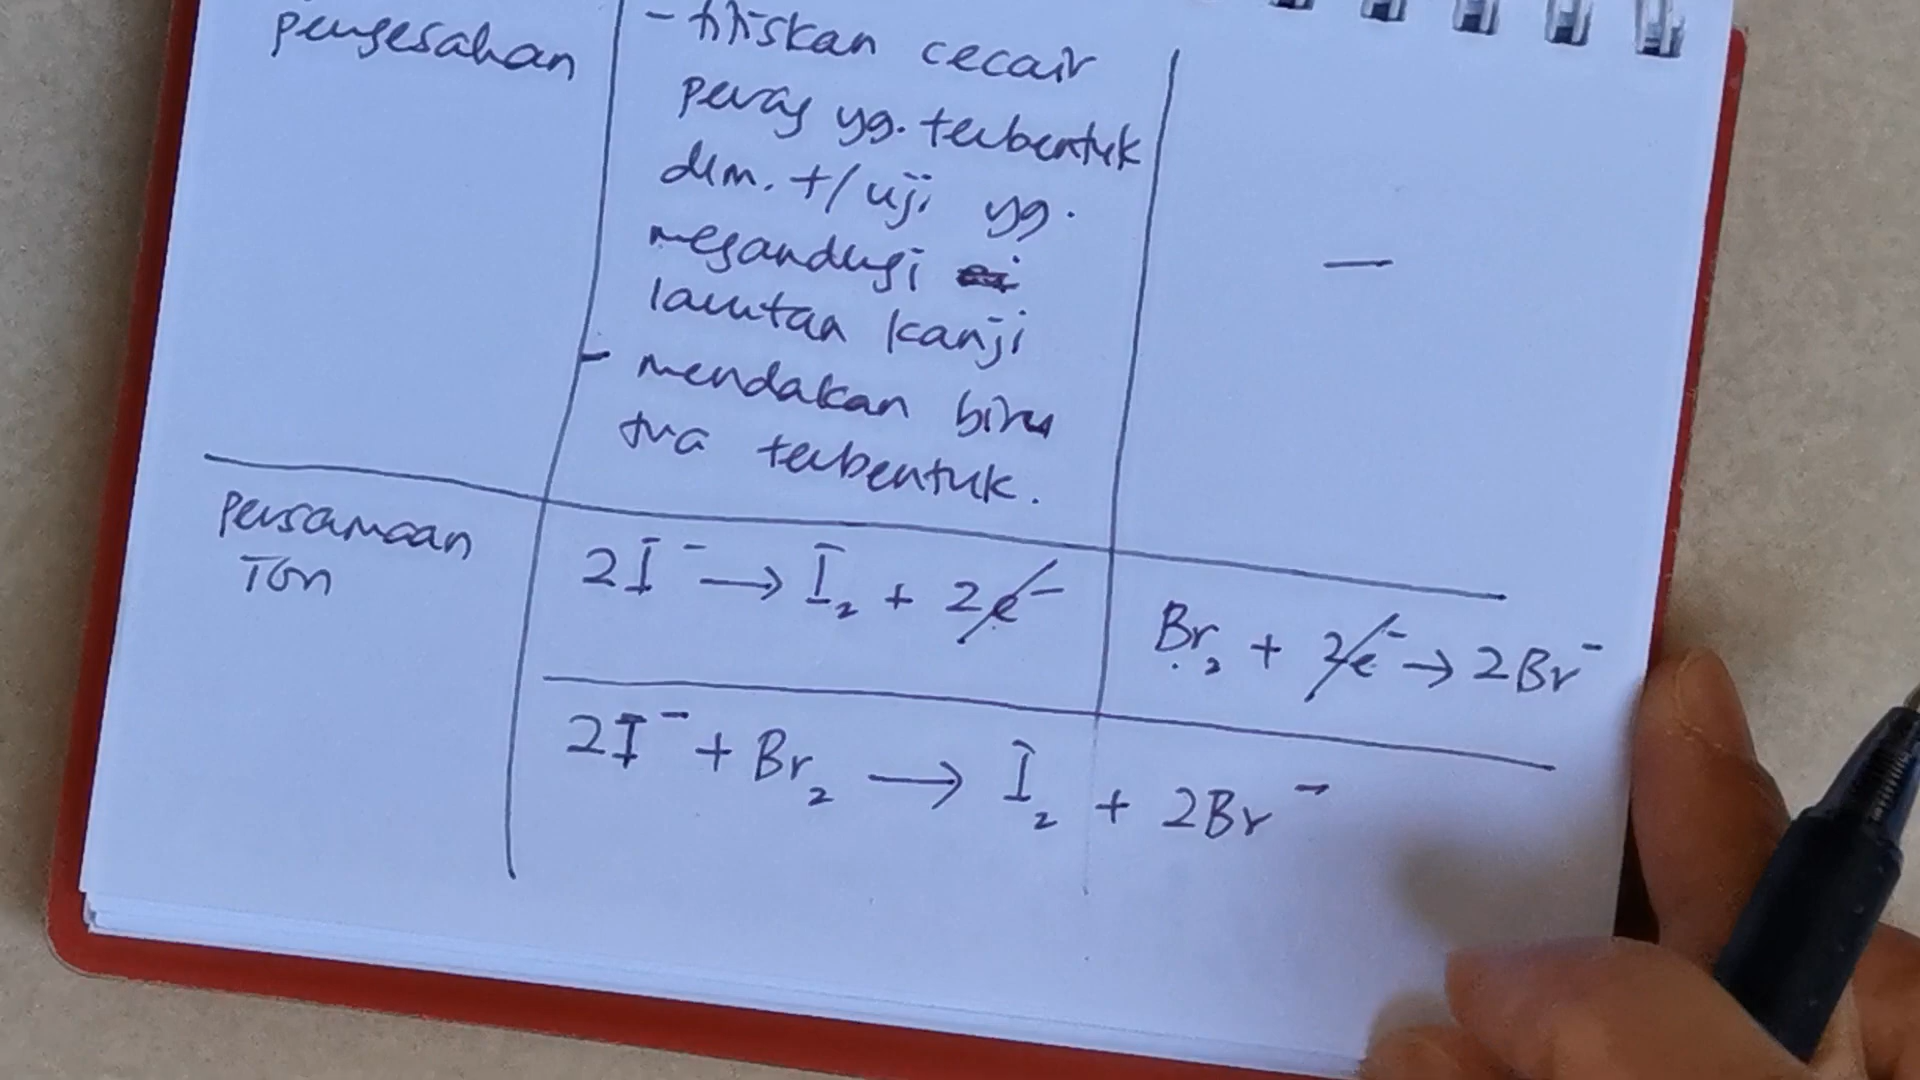 pengesahan
- titiskan cecair
perang yg. terbentuk
dlm. t/uji yg.
megandugi
larutan kanji
- mendakan biru
tua terbentuk.
Persamaan
Ion
2I⁻ → I₂ + 2e⁻
Br₂ + 2e⁻ → 2Br⁻
2I⁻ + Br₂ → I₂ + 2Br⁻